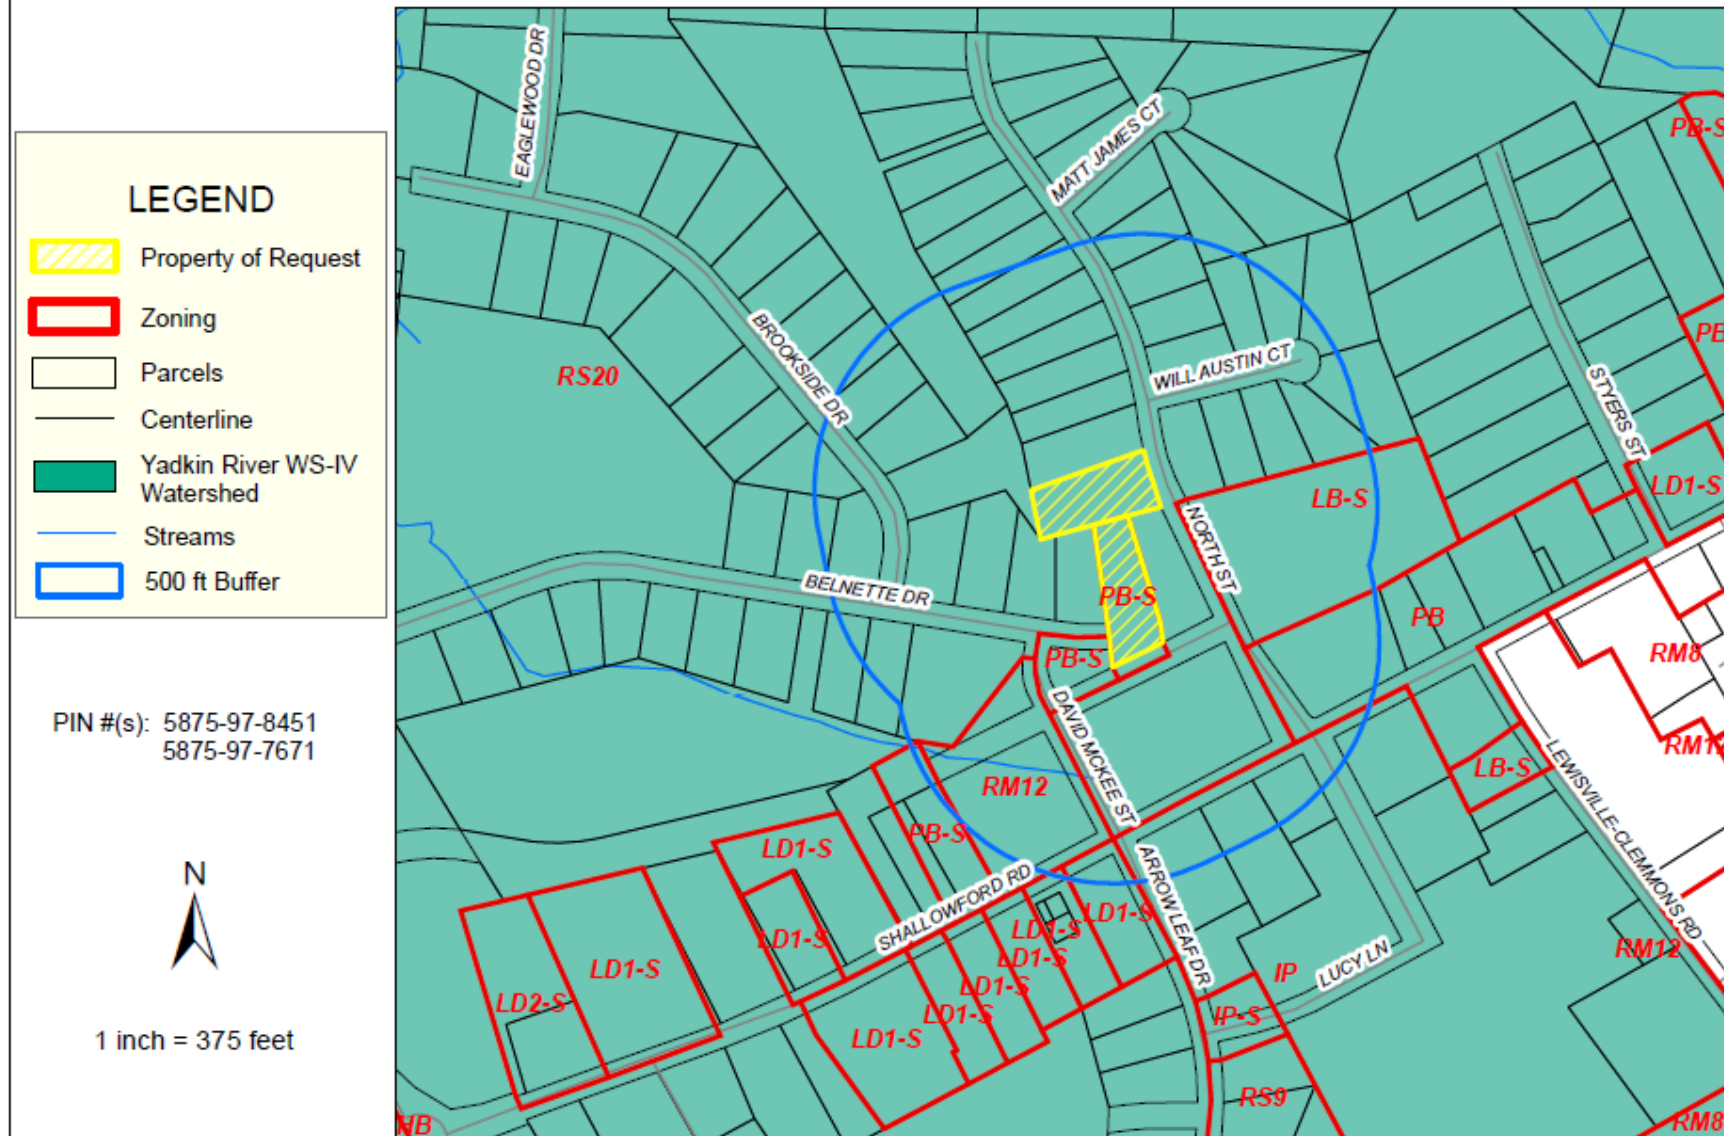 LEGEND
Property of Request
Zoning
Parcels
Centerline
Yadkin River WS-IV
Watershed
Streams
500 ft Buffer
PIN #(s): 5875-97-8451
5875-97-7671
N
1 inch = 375 feet
EAGLEWOOD DR
MATT JAMES CT
PB-S
BROOKSIDE DR
RS20
WILL AUSTIN CT
PB
STYERS ST
LB-S
LD1-S
NORTH ST
BELNETTE DR
PB-S
PB
PB-S
RM8
DAVID MCKEE ST
RM12
LB-S
LEWISVILLE-CLEMMONS RD
PB-S
LD1-S
SHALLOWFORD RD
ARROW LEAF DR
LD1-S
LD1-S
LD1-S
LD1-S
LD1-S
LD2-S
LD1-S
LD1-S
LD1-S
IP
LUCY LN
RM12
IP-S
RS9
HB
RM8